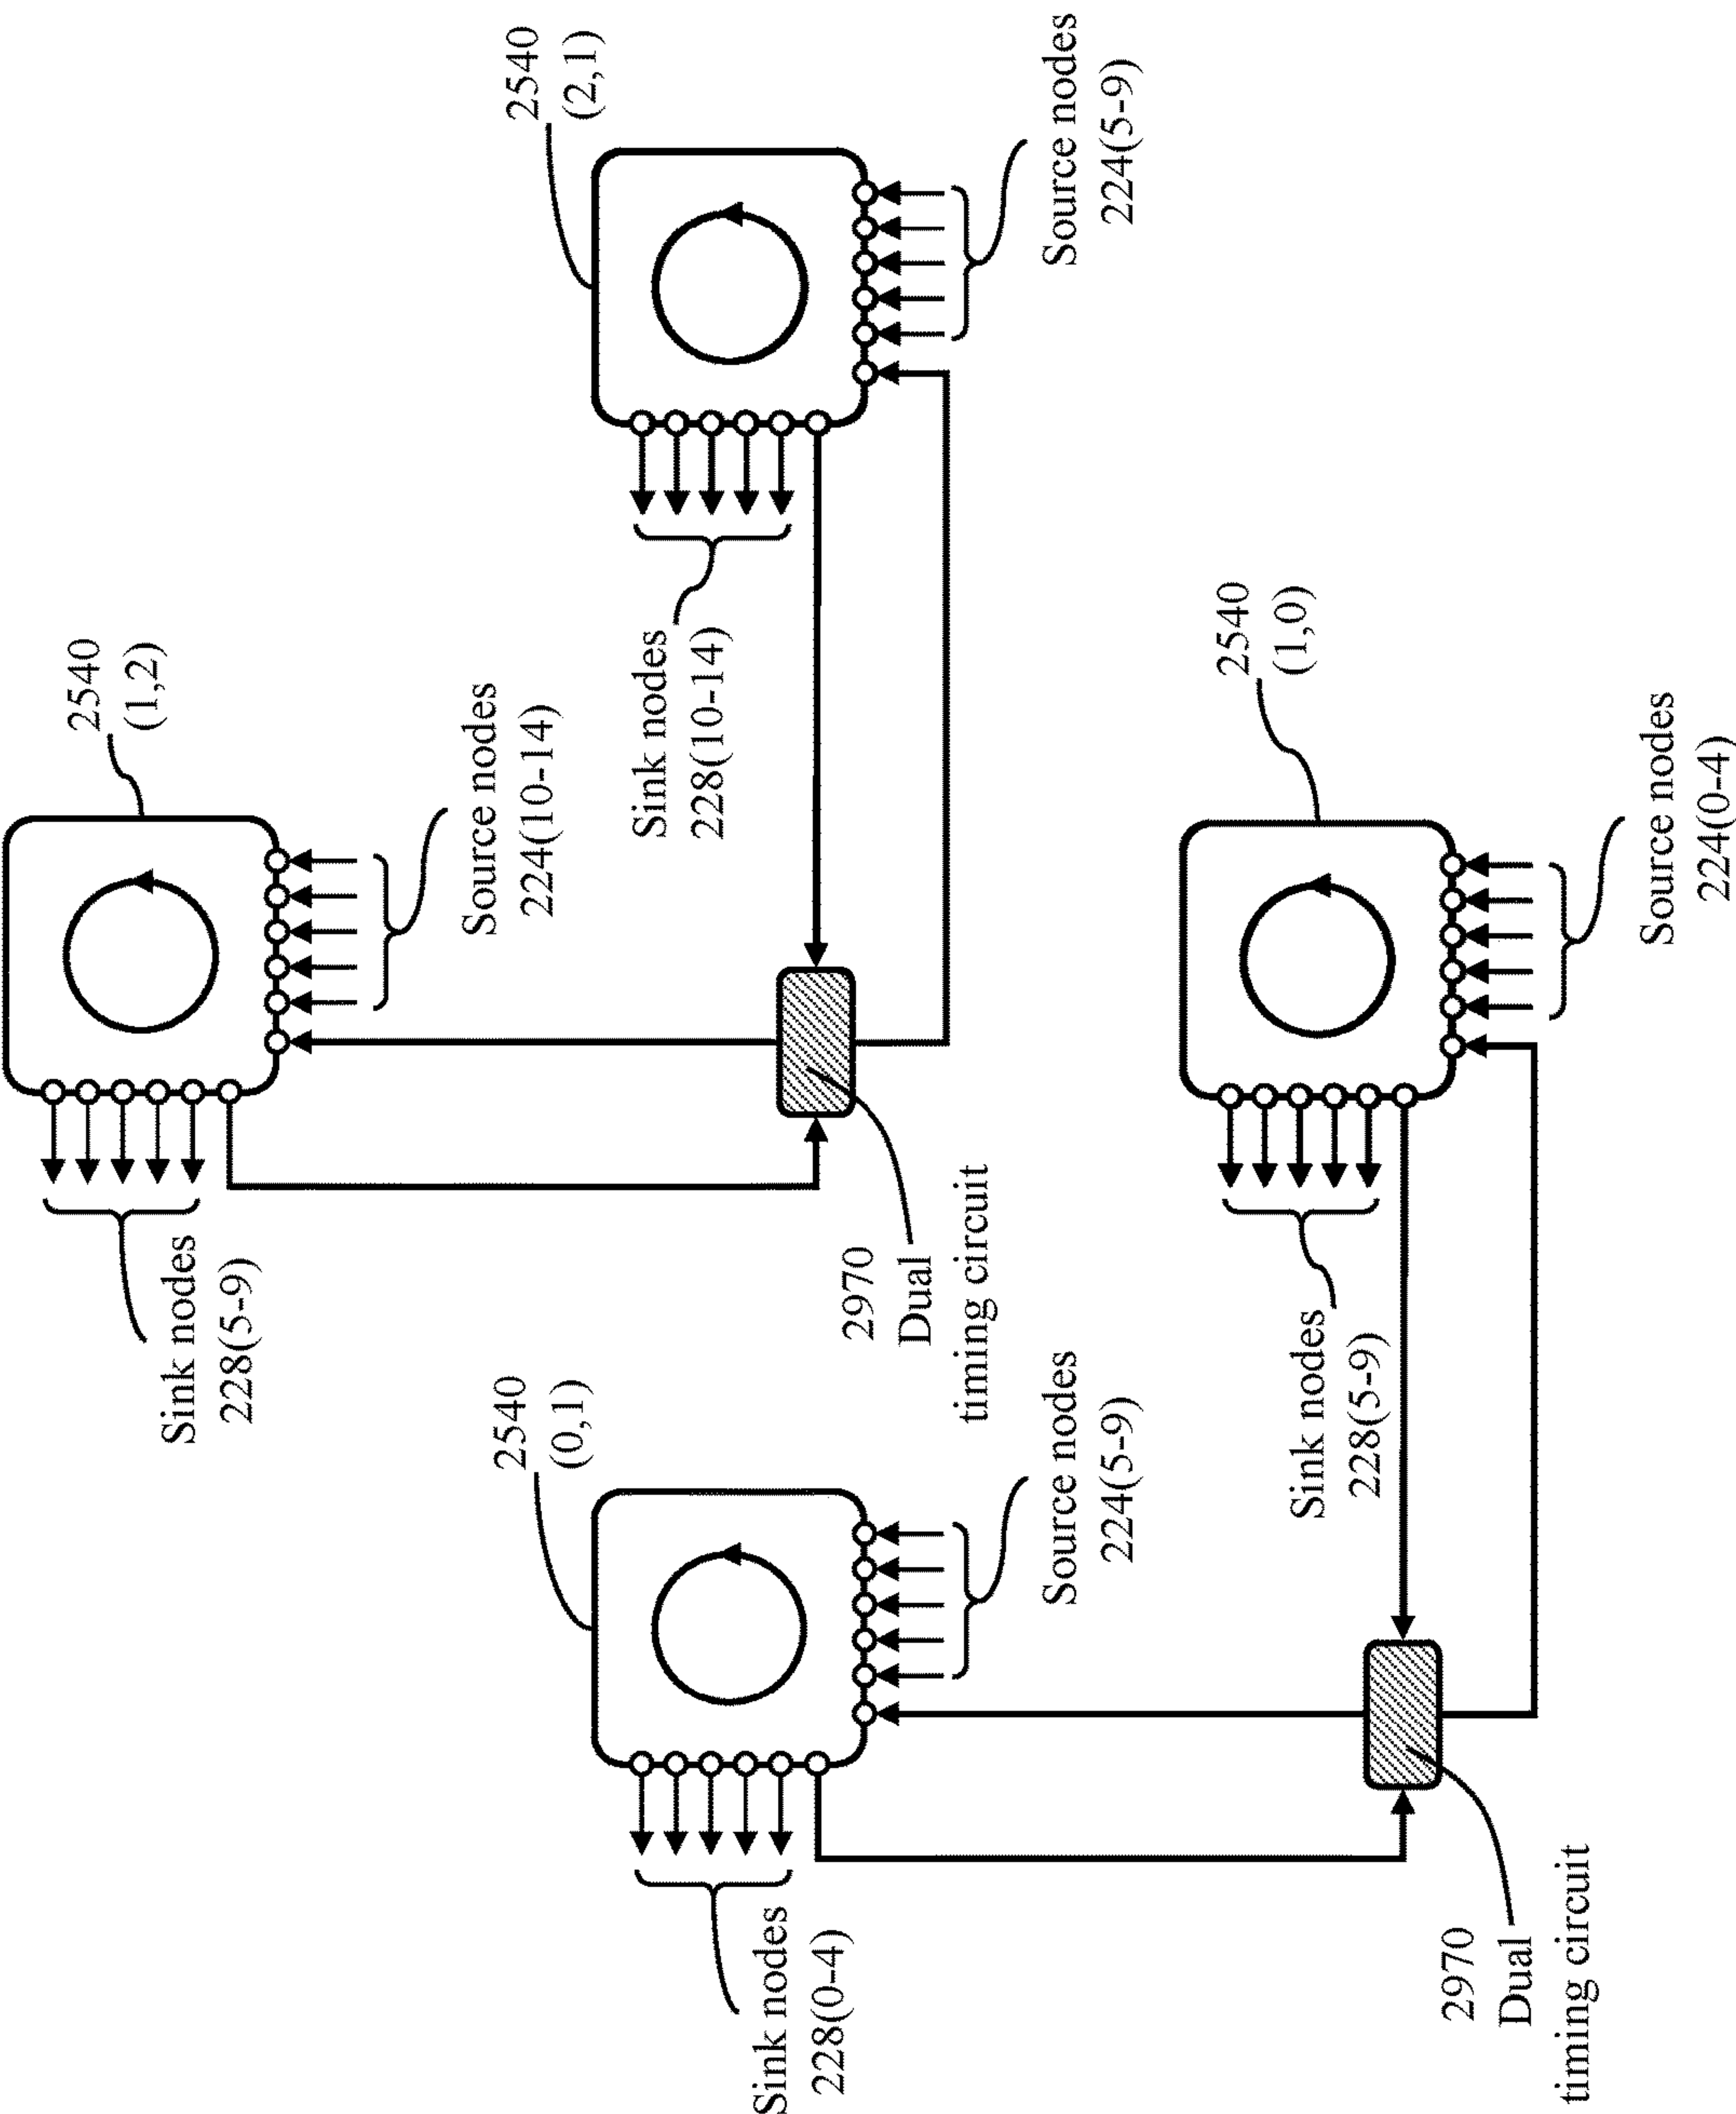 2540
(2,1)
Source nodes
224(5-9)
2540
(1,2)
Source nodes
224(10-14)
Sink nodes
228(10-14)
2540
(1,0)
Source nodes
224(0-4)
Sink nodes
228(5-9)
2970
Dual
timing circuit
2540
(0,1)
Source nodes
224(5-9)
Sink nodes
228(5-9)
Sink nodes
228(0-4)
2970
Dual
timing circuit